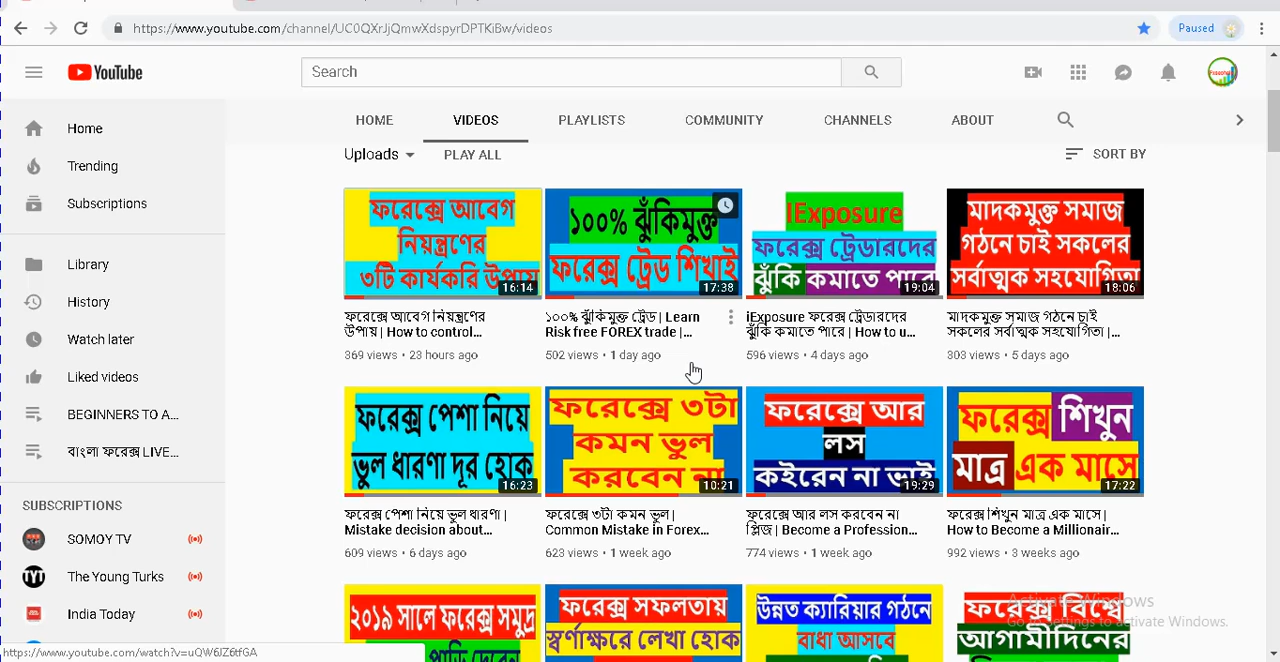 https://www.youtube.com/channel/UC0QXrJjQmwXdspyrDPTKiBw/videos
Paused
YouTube
Search
HOME
VIDEOS
PLAYLISTS
COMMUNITY
CHANNELS
ABOUT
Uploads
PLAY ALL
SORT BY
Home
Trending
Subscriptions
Library
History
Watch later
Liked videos
BEGINNERS TO A...
বাংলা ফরেক্স LIVE...
SUBSCRIPTIONS
SOMOY TV
The Young Turks
India Today
ফরেক্সে আবেগ
নিয়ন্ত্রণের
৩টি কার্যকরি উপায়
16:14
ফরেক্সে আবেগ নিয়ন্ত্রণের
উপায় | How to control...
369 views • 23 hours ago
১০০% ঝুঁকিমুক্ত
ফরেক্স ট্রেড শিখাই
17:38
১০০% ঝুঁকিমুক্ত ট্রেড | Learn
Risk free FOREX trade |...
502 views • 1 day ago
IExposure
ফরেক্স ট্রেডারদের
ঝুঁকি কমাতে পারে
19:04
iExposure ফরেক্স ট্রেডারদের
ঝুঁকি কমাতে পারে | How to u...
596 views • 4 days ago
মাদকমুক্ত সমাজ
গঠনে চাই সকলের
সর্বাত্মক সহযোগিতা
18:06
মাদকমুক্ত সমাজ গঠনে চাই
সকলের সর্বাত্মক সহযোগিতা |...
303 views • 5 days ago
ফরেক্স পেশা নিয়ে
ভুল ধারণা দূর হোক
16:23
ফরেক্স পেশা নিয়ে ভুল ধারণা |
Mistake decision about...
609 views • 6 days ago
ফরেক্সে ৩টা
কমন ভুল
করবেন না
10:21
ফরেক্সে ৩টা কমন ভুল |
Common Mistake in Forex...
623 views • 1 week ago
ফরেক্সে আর
লস
কইরেন না ভাই
19:29
ফরেক্সে আর লস করবেন না
প্লিজ | Become a Profession...
774 views • 1 week ago
ফরেক্স শিখুন
মাত্র এক মাসে
17:22
ফরেক্স শিখুন মাত্র এক মাসে |
How to Become a Millionair...
992 views • 3 weeks ago
২০১৯ সালে ফরেক্স সমুদ্র
পাড়ি দেবেন
ফরেক্স সফলতায়
স্বর্ণাক্ষরে লেখা হোক
উন্নত ক্যারিয়ার গঠনে
বাধা আসবে
ফরেক্স বিশ্বে
আগামীদিনের
Activate Windows
Go to Settings to activate Windows.
https://www.youtube.com/watch?v=uQW6JZ6tfGA